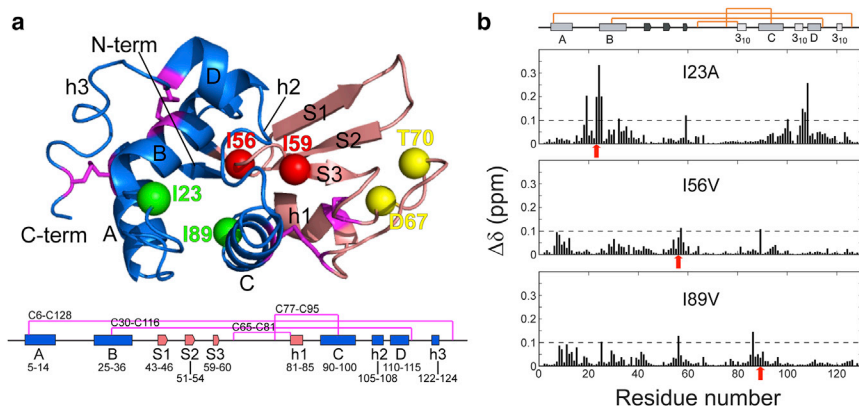 a
N-term
D
h3
h2
S1
B
I56
I59
S2
T70
S3
I23
h1
D67
C-term
A
I89
C
C77-C95
C6-C128
C30-C116
C65-C81
A B S1 S2 S3 h1 C h2 D h3
5-14 25-36 43-46 59-60 81-85 90-100 110-115 122-124
51-54 105-108
b
A B 3₁₀ C 3₁₀ D 3₁₀
I23A
0.3
0.2
0.1
0
I56V
0.3
0.2
0.1
0
Δδ (ppm)
I89V
0.3
0.2
0.1
0
0 20 40 60 80 100 120
Residue number